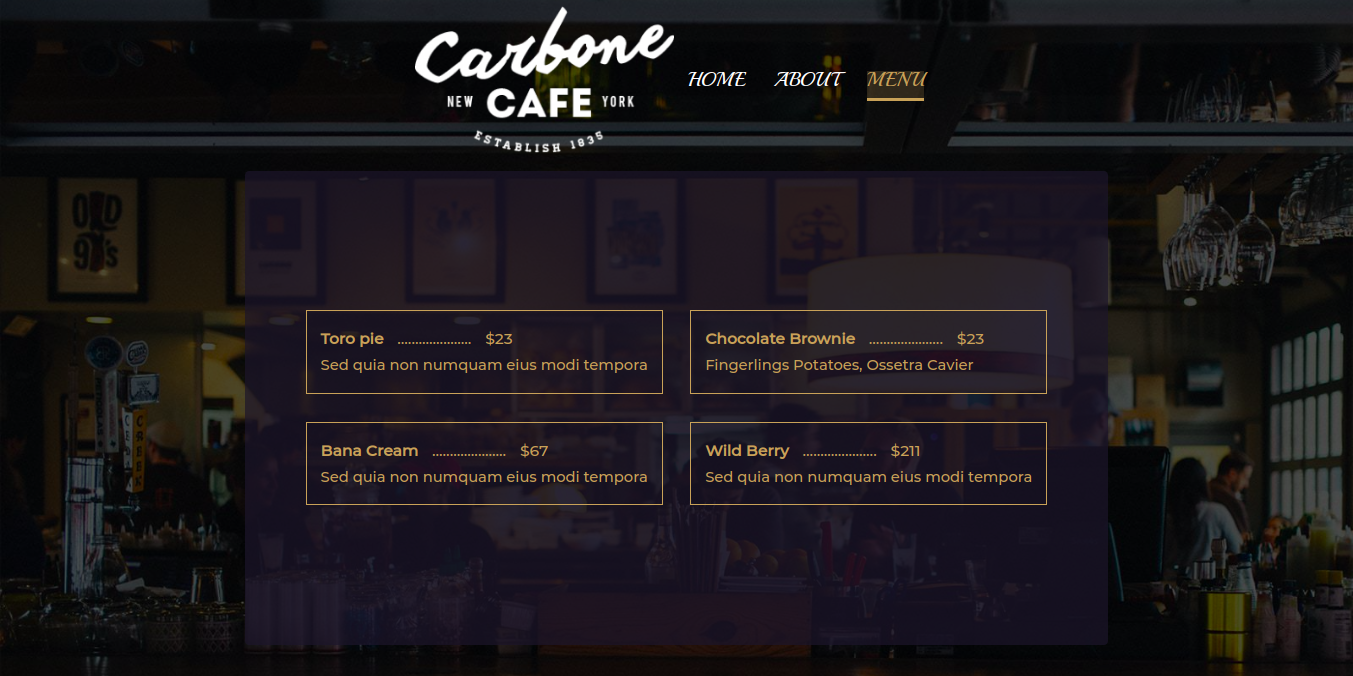 Carbone
NEW CAFE YORK
ESTABLISH 1835
HOME ABOUT MENU
OLD
97's
Toro pie ..................... $23
Sed quia non numquam eius modi tempora
Chocolate Brownie ..................... $23
Fingerlings Potatoes, Ossetra Cavier
Bana Cream ..................... $67
Sed quia non numquam eius modi tempora
Wild Berry ..................... $211
Sed quia non numquam eius modi tempora